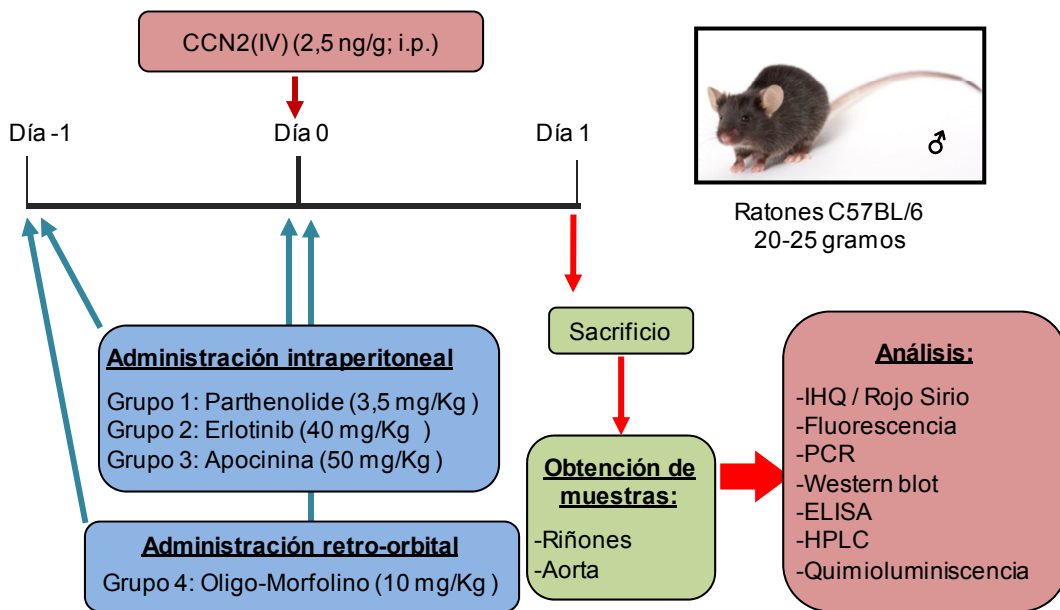 CCN2(IV) (2,5 ng/g; i.p.)
Día -1
Día 0
Día 1
♂
Ratones C57BL/6
20-25 gramos
Administración intraperitoneal
Grupo 1: Parthenolide (3,5 mg/Kg )
Grupo 2: Erlotinib (40 mg/Kg )
Grupo 3: Apocinina (50 mg/Kg )
Administración retro-orbital
Grupo 4: Oligo-Morfolino (10 mg/Kg )
Sacrificio
Obtención de
muestras:
-Riñones
-Aorta
Análisis:
-IHQ / Rojo Sirio
-Fluorescencia
-PCR
-Western blot
-ELISA
-HPLC
-Quimioluminiscencia